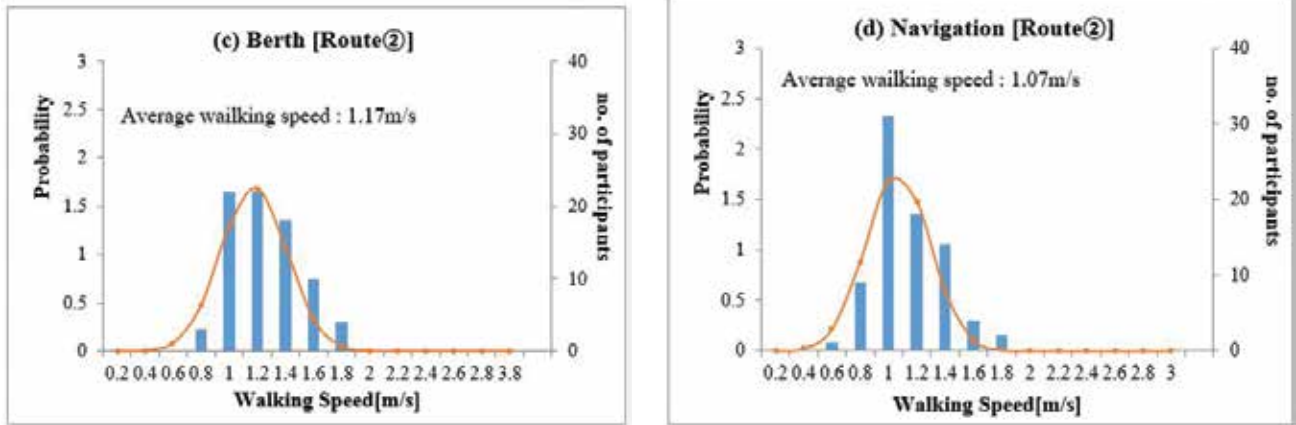 (c) Berth [Route②]
Average wailking speed : 1.17m/s
Probability
3
2.5
2
1.5
1
0.5
0
no. of participants
40
30
20
10
0
0.2 0.4 0.6 0.8 1 1.2 1.4 1.6 1.8 2 2.2 2.4 2.6 2.8 3.8
Walking Speed[m/s]
(d) Navigation [Route②]
Average wailking speed : 1.07m/s
Probability
3
2.5
2
1.5
1
0.5
0
no. of participants
40
30
20
10
0
0.2 0.4 0.6 0.8 1 1.2 1.4 1.6 1.8 2 2.2 2.4 2.6 2.8 3
Walking Speed[m/s]